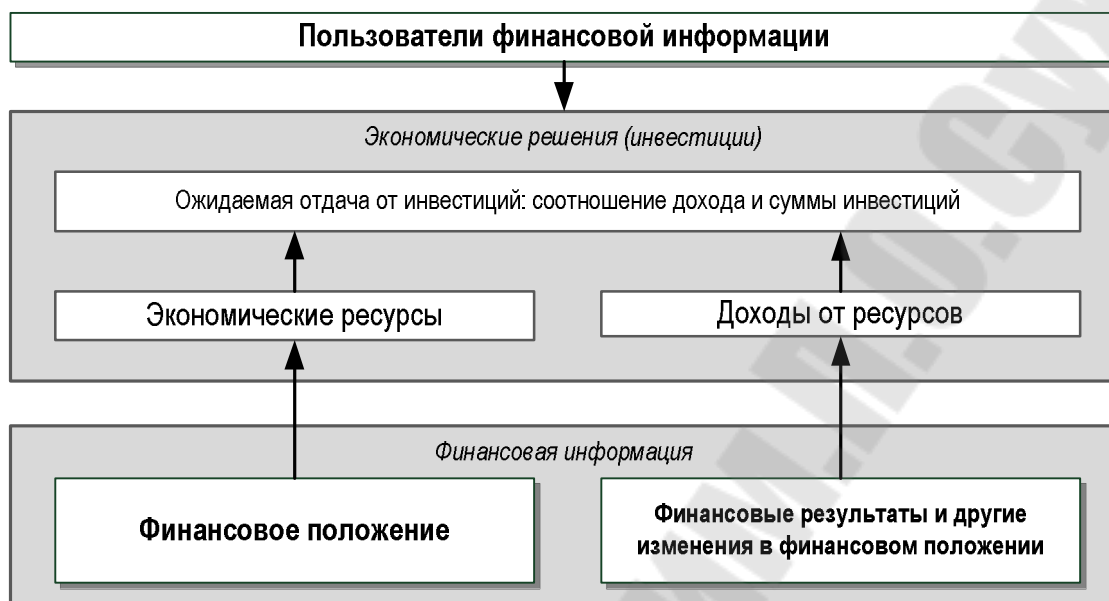 Пользователи финансовой информации
Экономические решения (инвестиции)
Ожидаемая отдача от инвестиций: соотношение дохода и суммы инвестиций
Экономические ресурсы
Доходы от ресурсов
Финансовая информация
Финансовое положение
Финансовые результаты и другие
изменения в финансовом положении